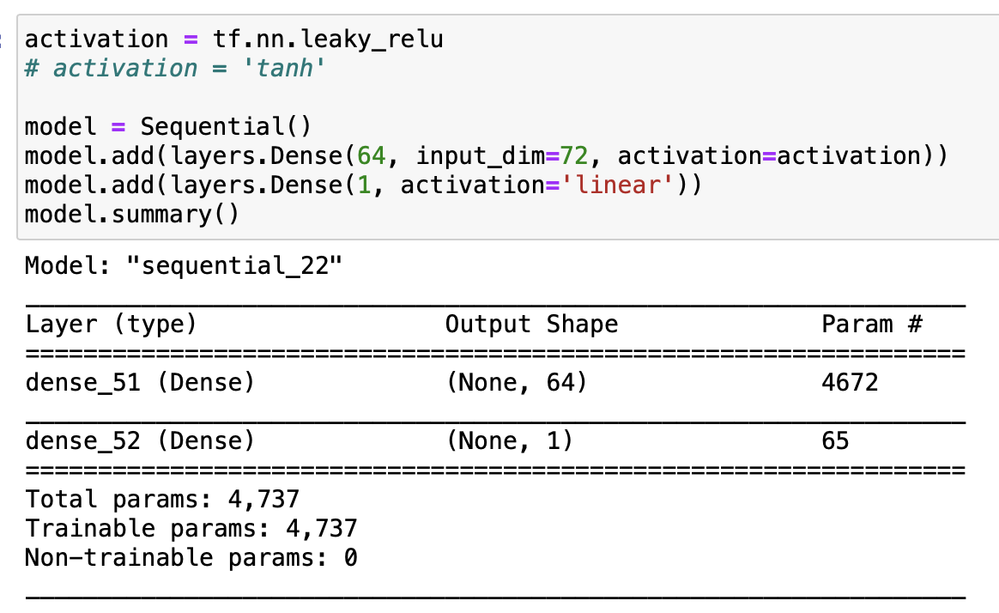 activation = tf.nn.leaky_relu
# activation = 'tanh'
model = Sequential()
model.add(layers.Dense(64, input_dim=72, activation=activation))
model.add(layers.Dense(1, activation='linear'))
model.summary()
Model: "sequential_22"
_________________________________________________________________
Layer (type)                 Output Shape              Param #
=================================================================
dense_51 (Dense)             (None, 64)                4672
_________________________________________________________________
dense_52 (Dense)             (None, 1)                 65
=================================================================
Total params: 4,737
Trainable params: 4,737
Non-trainable params: 0
_________________________________________________________________